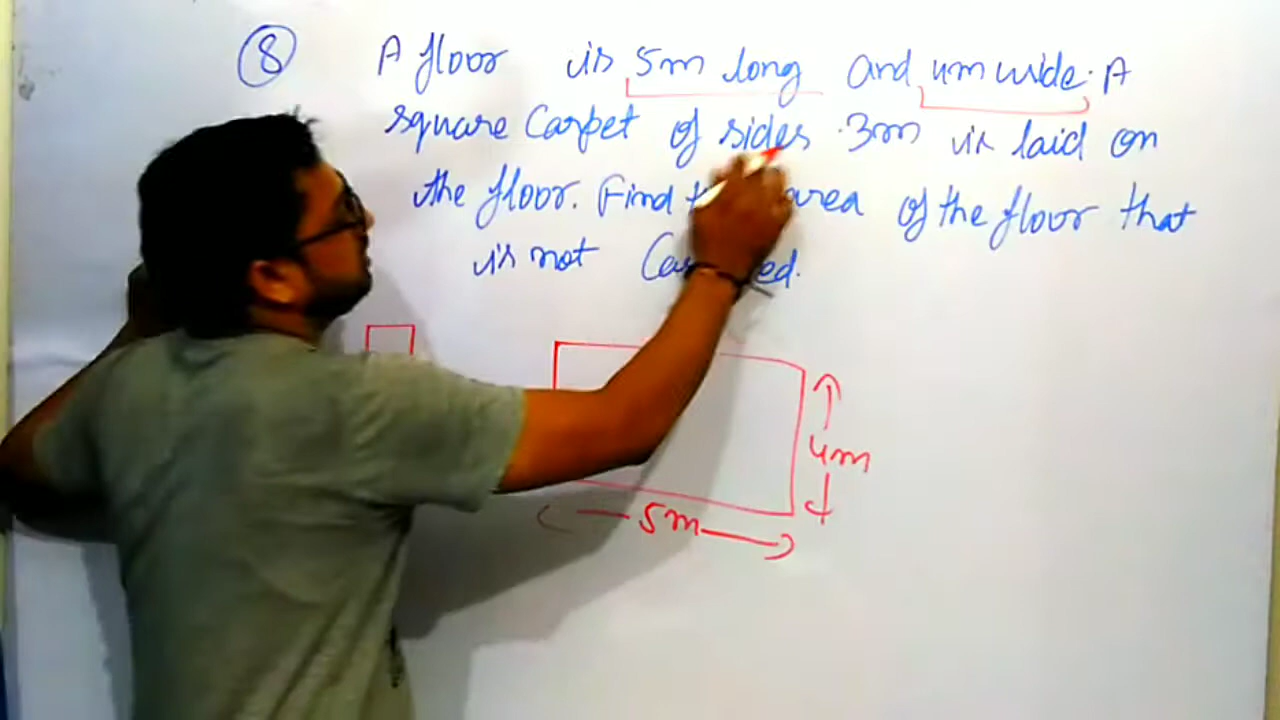 8 A floor is 5m long and 4m wide. A
square Carpet of sides 3m is laid on
the floor. Find area of the floor that
is not
4m
5m